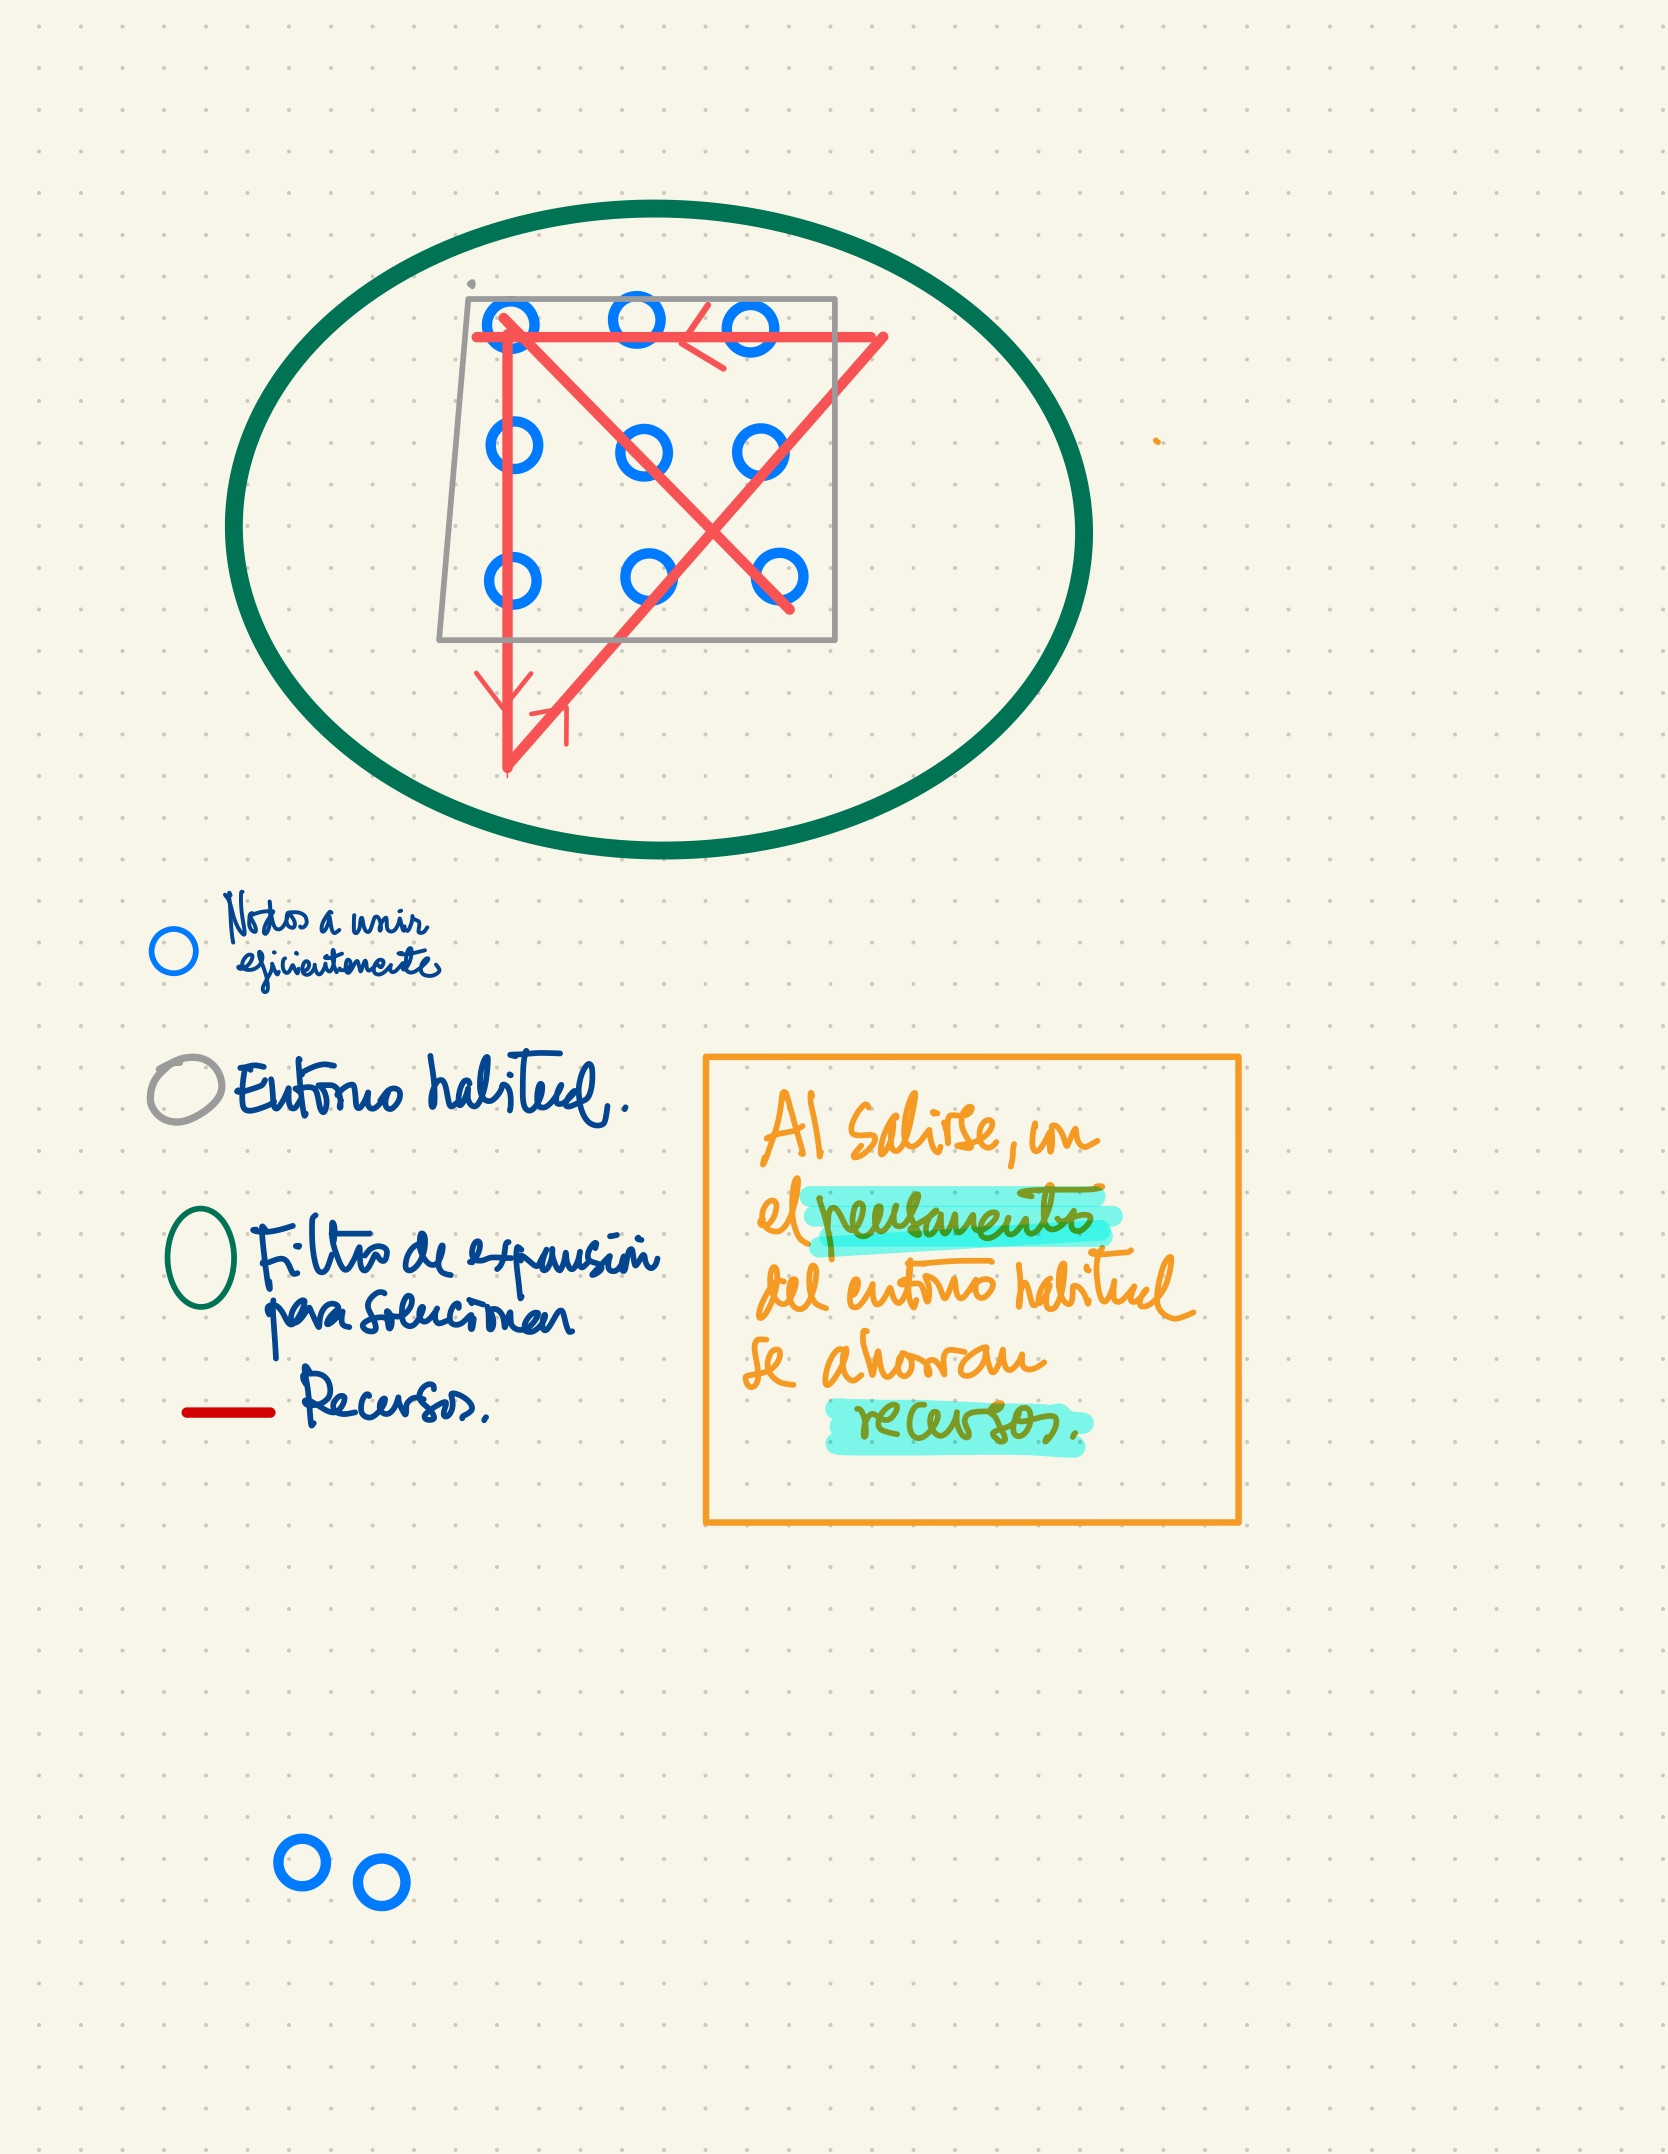 Nodos a unir
eficientemente
Entorno habitual.
Filtro de expansión
para solucionar
Recursos.
Al salirse, con
el pensamiento
del entorno habitual
se ahorran
recursos.